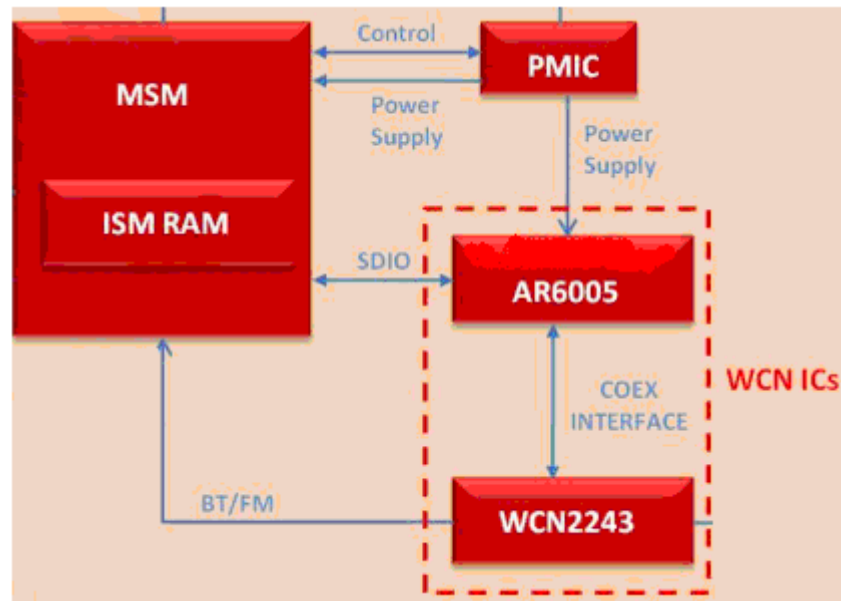 Control
PMIC
MSM
Power
Supply
Power
Supply
ISM RAM
SDIO
AR6005
WCN ICs
COEX
INTERFACE
BT/FM
WCN2243